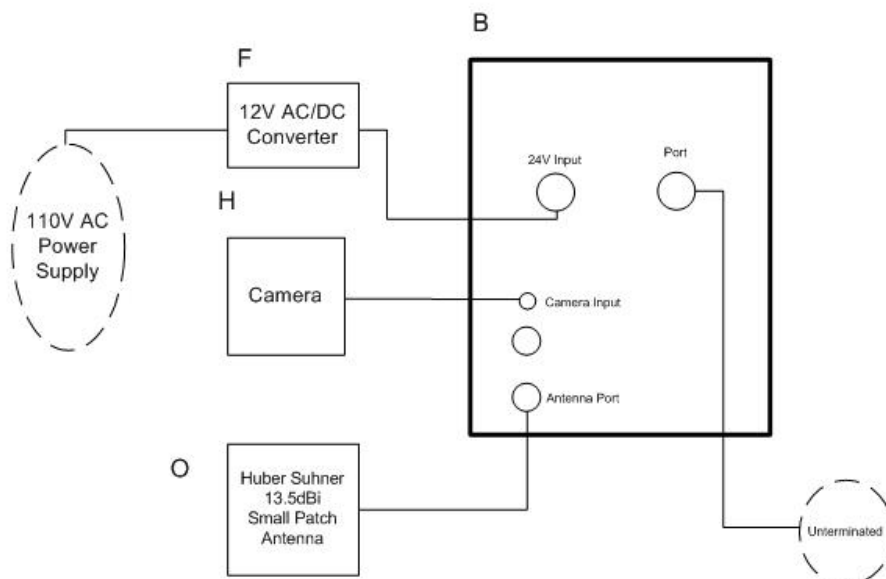 B
F
12V AC/DC
Converter
24V Input
Port
H
110V AC
Power
Supply
Camera
Camera Input
Antenna Port
O
Huber Suhner
13.5dBi
Small Patch
Antenna
Unterminated